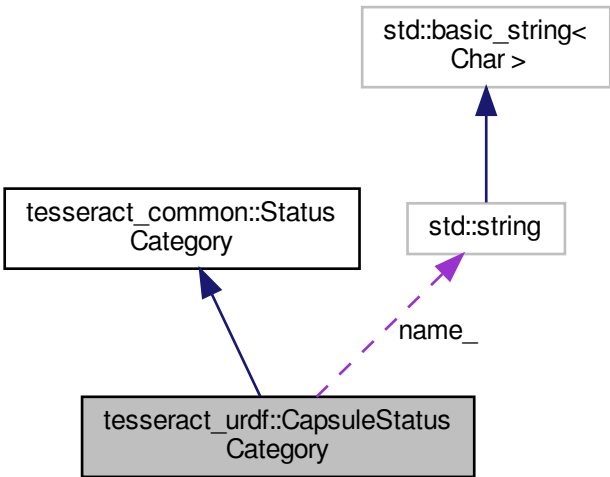 std::basic_string<
Char >
tesseract_common::Status
Category
std::string
name_
tesseract_urdf::CapsuleStatus
Category